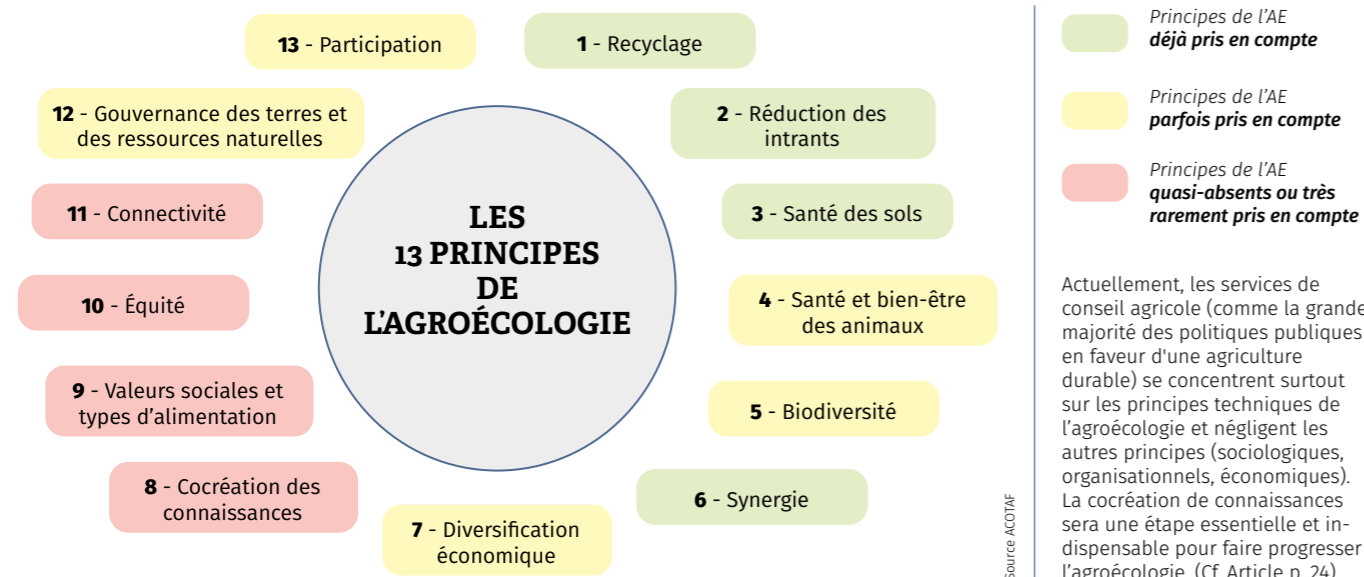 13 - Participation
1 - Recyclage
12 - Gouvernance des terres et
des ressources naturelles
2 - Réduction des
intrants
11 - Connectivité
3 - Santé des sols
LES
13 PRINCIPES
DE
L'AGROÉCOLOGIE
10 - Équité
4 - Santé et bien-être
des animaux
9 - Valeurs sociales et
types d'alimentation
5 - Biodiversité
8 - Cocréation des
connaissances
6 - Synergie
7 - Diversification
économique
Source ACOTAF
Principes de l'AE
déjà pris en compte
Principes de l'AE
parfois pris en compte
Principes de l'AE
quasi-absents ou très
rarement pris en compte
Actuellement, les services de
conseil agricole (comme la grande
majorité des politiques publiques
en faveur d'une agriculture
durable) se concentrent surtout
sur les principes techniques de
l'agroécologie et négligent les
autres principes (sociologiques,
organisationnels, économiques).
La cocréation de connaissances
sera une étape essentielle et in-
dispensable pour faire progresser
l'agroécologie. (Cf. Article p. 24)